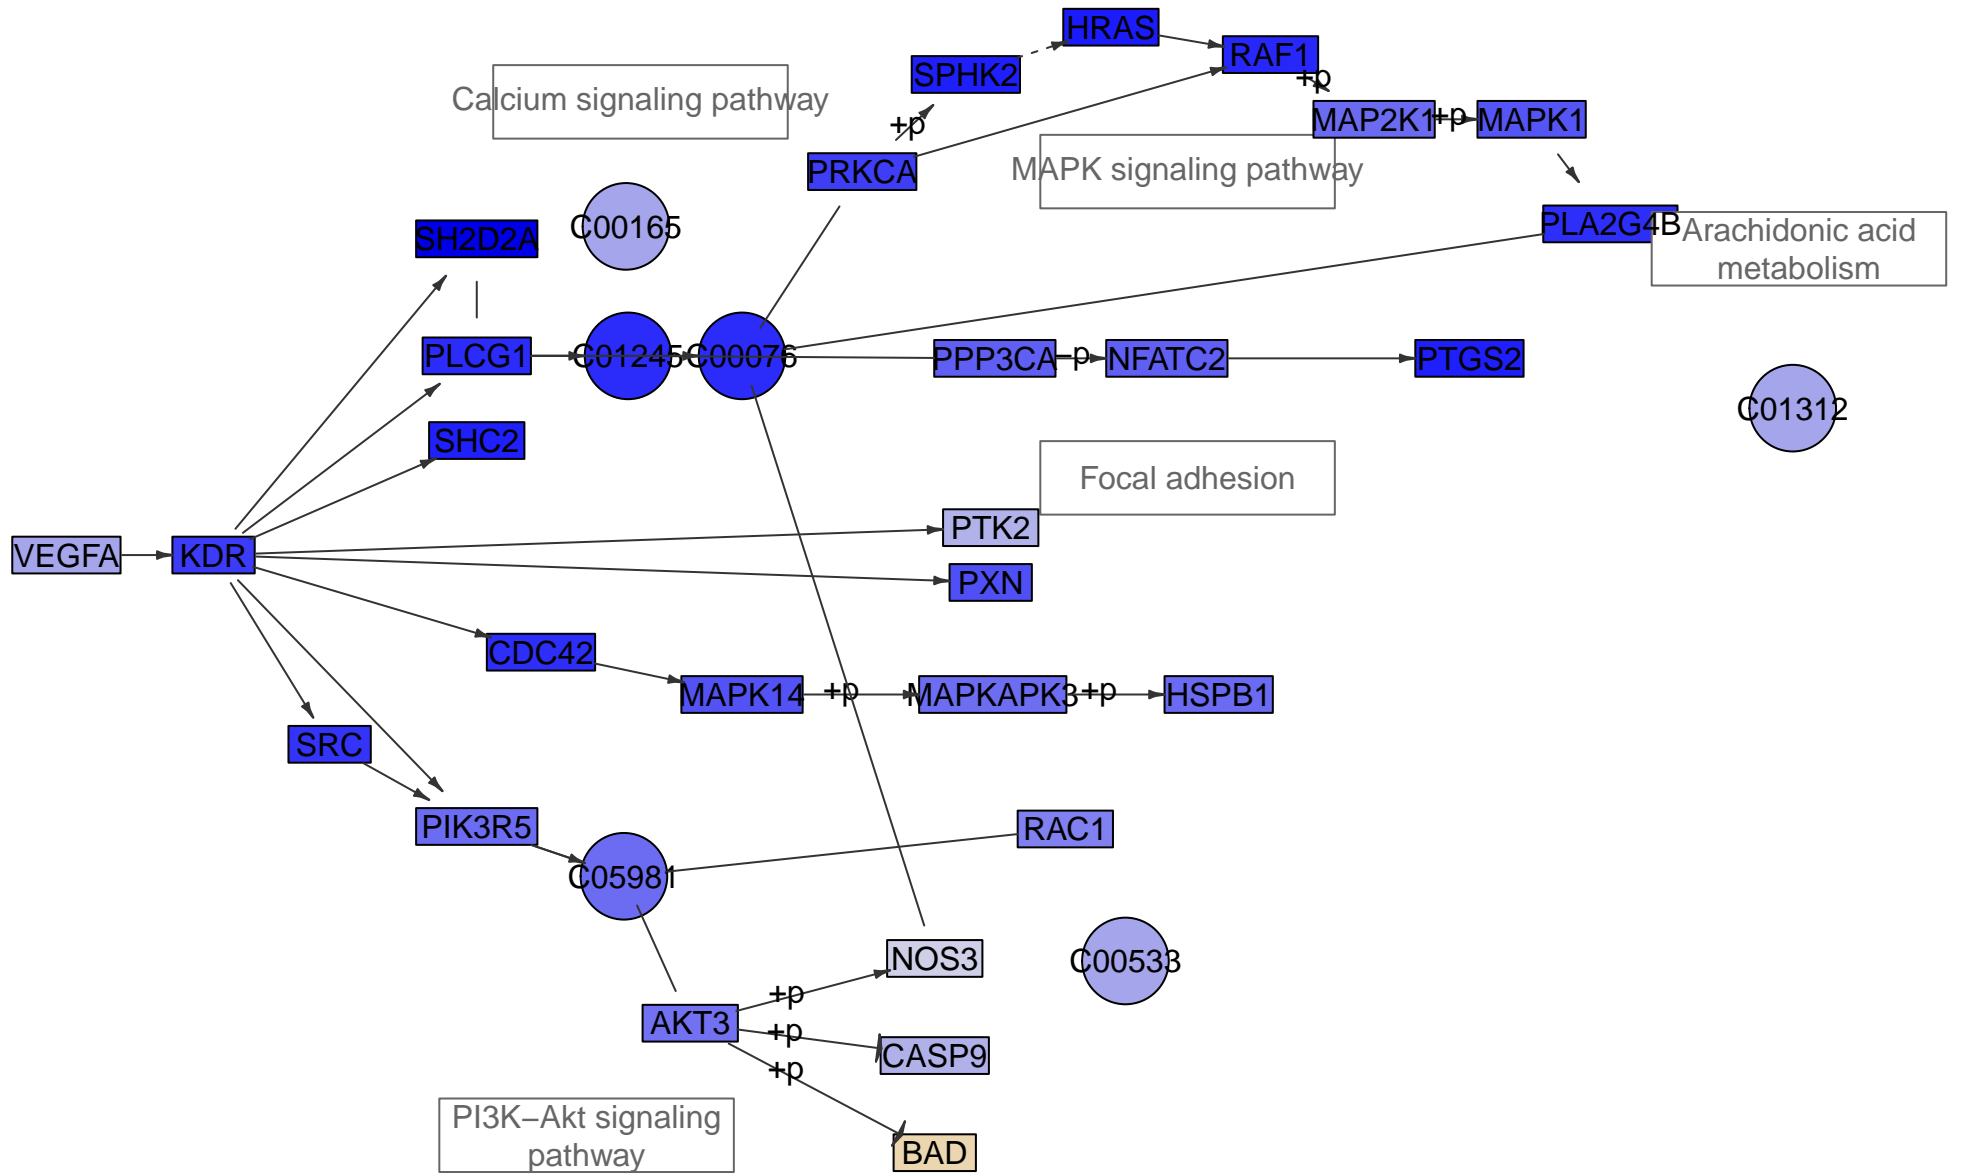 HRAS
RAF1
SPHK2
+p
Calcium signaling pathway
MAP2K1
+p
MAPK1
+p
PRKCA
MAPK signaling pathway
C00165
SH2D2A
PLA2G4B
Arachidonic acid
metabolism
PLCG1
C01245
C00076
PPP3CA
-p
NFATC2
PTGS2
C01312
SHC2
Focal adhesion
PTK2
VEGFA
KDR
PXN
CDC42
MAPK14
+p
MAPKAPK3
+p
HSPB1
SRC
PIK3R5
RAC1
C05981
NOS3
C00533
+p
AKT3
+p
CASP9
+p
PI3K–Akt signaling
pathway
BAD